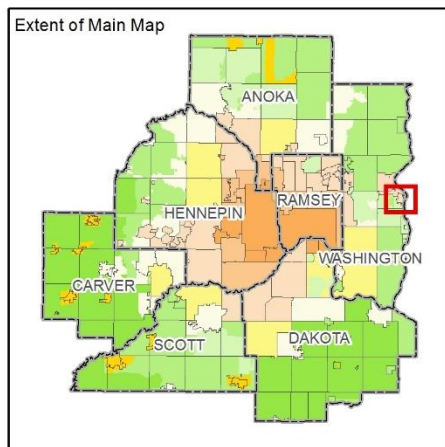 Extent of Main Map
ANOKA
HENNEPIN
RAMSEY
WASHINGTON
CARVER
SCOTT
DAKOTA